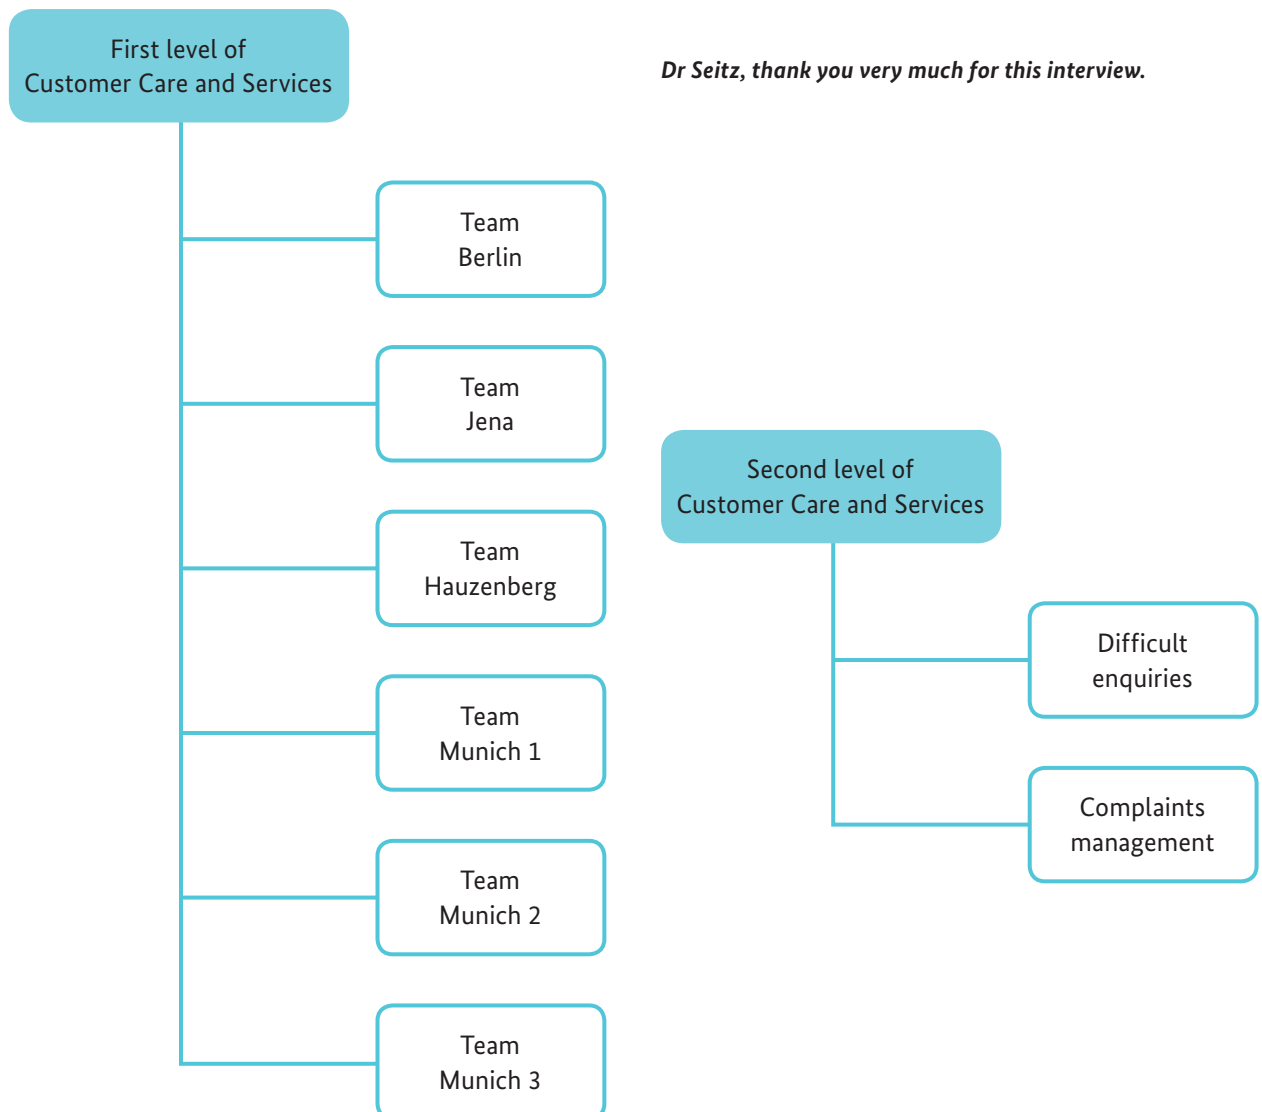 First level of
Customer Care and Services
Team
Berlin
Team
Jena
Team
Hauzenberg
Team
Munich 1
Team
Munich 2
Team
Munich 3
Dr Seitz, thank you very much for this interview.
Second level of
Customer Care and Services
Difficult
enquiries
Complaints
management